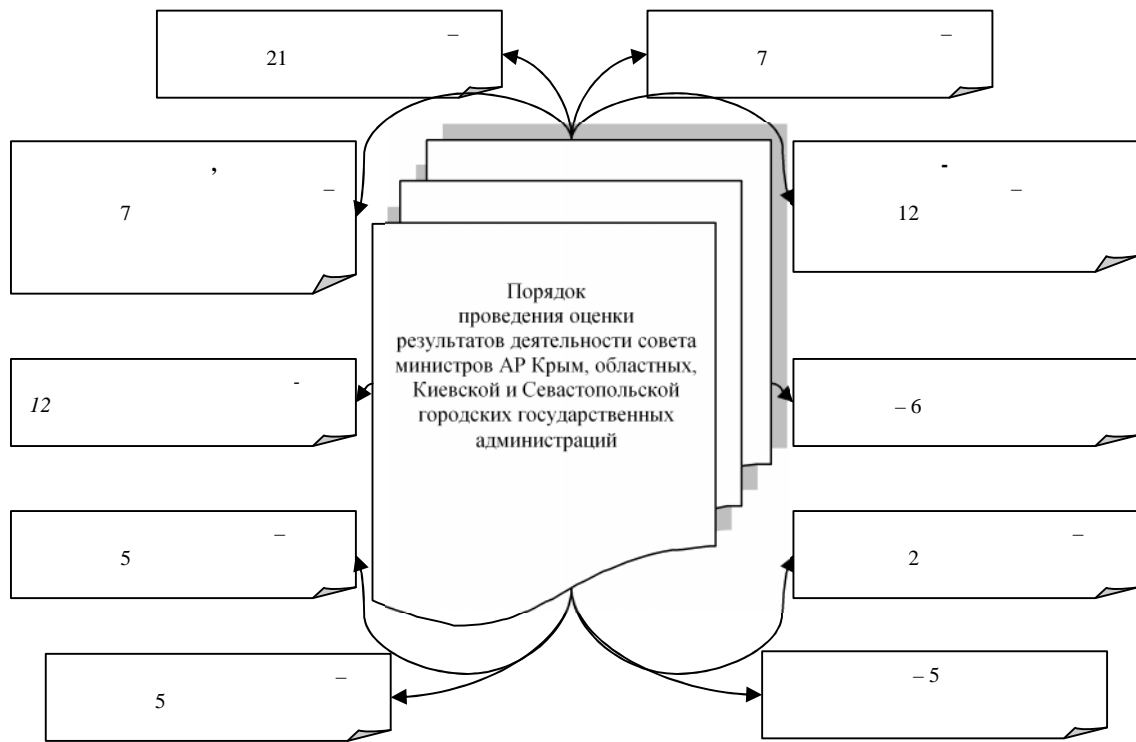 –
21
–
7
,
–
7
-
–
12
Порядок
проведения оценки
результатов деятельности совета
министров АР Крым, областных,
Киевской и Севастопольской
городских государственных
администраций
-
12
– 6
–
5
–
2
–
5
– 5